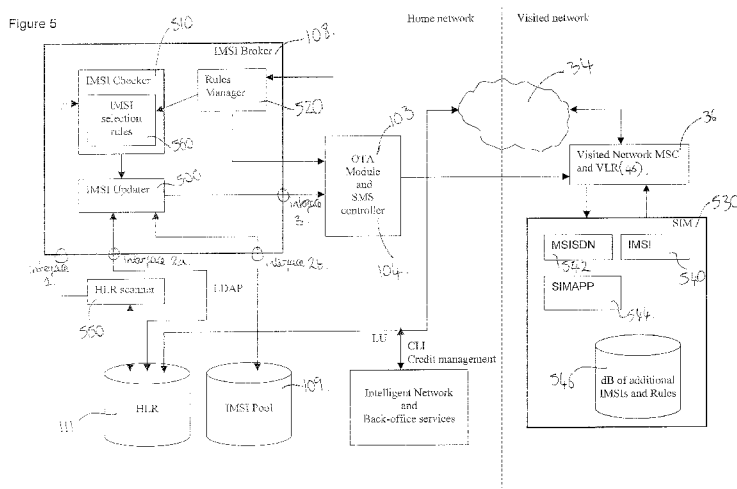 Figure 5
Home network
Visited network
510
108.
IMSI Broker
IMSI Checker
IMSI
selection
rules
560
Rules
Manager
520
IMSI Updater
500
interface
3.
103
OTA
Module
and
SMS
controller
104.
34
36
Visited Network MSC
and VLR(46).
530
SIM
MSISDN
542
IMSI
540
SIMAPP
544
546
dB of additional
IMSIs and Rules
interface
1.
interface 2a.
interface 2b.
HLR scanner
550
LDAP
LU
CLI
Credit management
HLR
111
IMSI Pool
109.
Intelligent Network
and
Back-office services